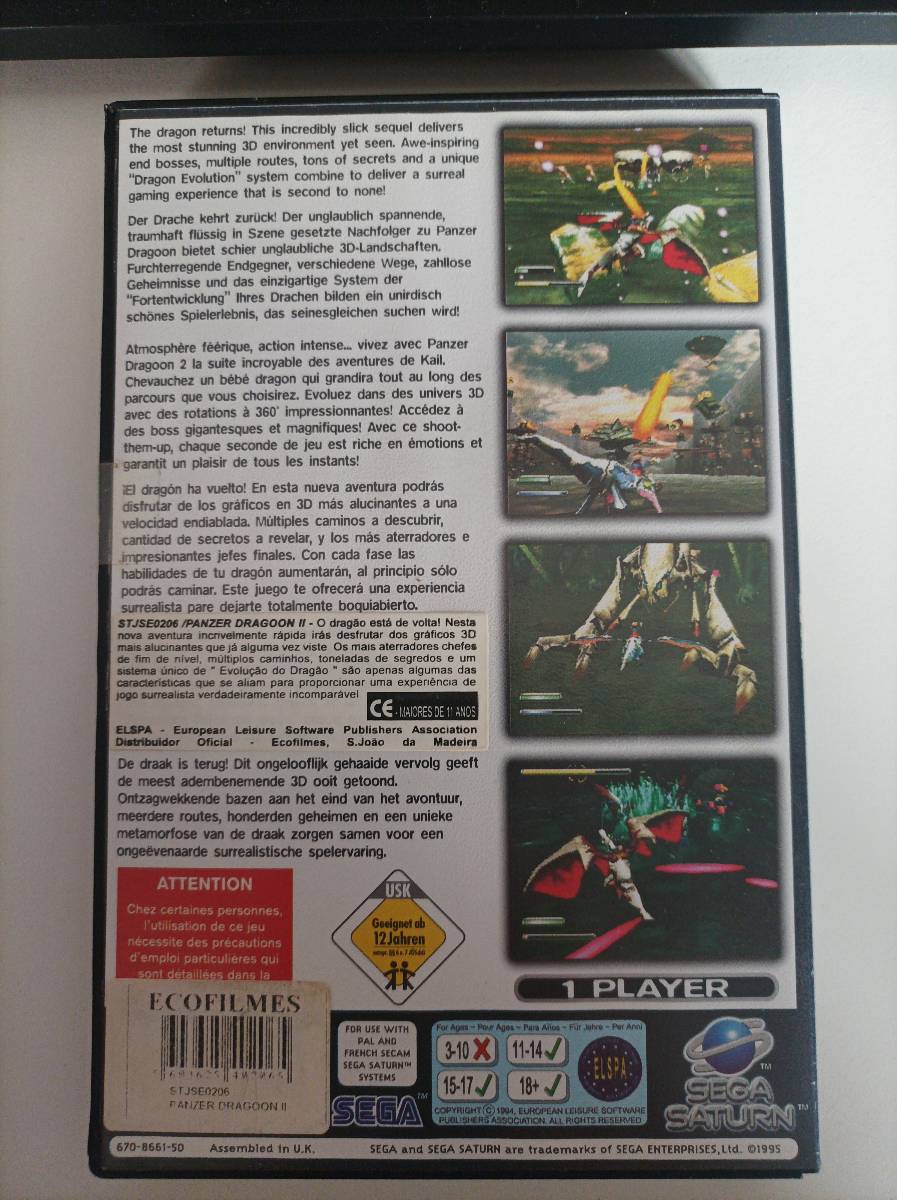 The dragon returns! This incredibly slick sequel delivers
the most stunning 3D environment yet seen. Awe-inspiring
end bosses, multiple routes, tons of secrets and a unique
"Dragon Evolution" system combine to deliver a surreal
gaming experience that is second to none!
Der Drache kehrt zurück! Der unglaublich spannende,
traumhaft flüssig in Szene gesetzte Nachfolger zu Panzer
Dragoon bietet schier unglaubliche 3D-Landschaften.
Furchterregende Endgegner, verschiedene Wege, zahllose
Geheimnisse und das einzigartige System der
"Fortentwicklung" Ihres Drachen bilden ein unirdisch
schönes Spielerlebnis, das seinesgleichen suchen wird!
Atmosphère féérique, action intense... vivez avec Panzer
Dragoon 2 la suite incroyable des aventures de Kail.
Chevauchez un bébé dragon qui grandira tout au long des
parcours que vous choisirez. Evoluez dans des univers 3D
avec des rotations à 360° impressionnantes! Accédez à
des boss gigantesques et magnifiques! Avec ce shoot-
them-up, chaque seconde de jeu est riche en émotions et
garantit un plaisir de tous les instants!
¡El dragón ha vuelto! En esta nueva aventura podrás
disfrutar de los gráficos en 3D más alucinantes a una
velocidad endiablada. Múltiples caminos a descubrir,
cantidad de secretos a revelar, y los más aterradores e
impresionantes jefes finales. Con cada fase las
habilidades de tu dragón aumentarán, al principio sólo
podrás caminar. Este juego te ofrecerá una experiencia
surrealista pare dejarte totalmente boquiabierto.
STJSE0206 /PANZER DRAGOON II - O dragão está de volta! Nesta
nova aventura incrivelmente rápida irás desfrutar dos gráficos 3D
mais alucinantes que já alguma vez viste. Os mais aterradores chefes
de fim de nível, múltiplos caminhos, toneladas de segredos e um
sistema único de " Evolução do Dragão " são apenas algumas das
características que se aliam para proporcionar uma experiência de
jogo surrealista verdadeiramente incomparável
CE - MAIORES DE 11 ANOS
ELSPA - European Leisure Software Publishers Association
Distribuidor Oficial - Ecofilmes, S.João da Madeira
De draak is terug! Dit ongelooflijk gehaaide vervolg geeft
de meest adembenemende 3D ooit getoond.
Ontzagwekkende bazen aan het eind van het avontuur,
meerdere routes, honderden geheimen en een unieke
metamorfose van de draak zorgen samen voor een
ongeëvenaarde surrealistische spelervaring.
ATTENTION
Chez certaines personnes,
l'utilisation de ce jeu
nécessite des précautions
d'emploi particulières qui
sont détaillées dans la
USK
Geeignet ab
12 Jahren
1 PLAYER
ECOFILMES
STJSE0206
PANZER DRAGOON II
FOR USE WITH
PAL AND
FRENCH SECAM
SEGA SATURN™
SYSTEMS
SEGA™
For Ages - Pour Ages - Para Años - Für Jahre - Per Anni
3-10 11-14
15-17 18+
ELSPA
COPYRIGHT © 1994, EUROPEAN LEISURE SOFTWARE
PUBLISHERS ASSOCIATION. ALL RIGHTS RESERVED
SEGA
SATURN™
670-8661-50 Assembled in U.K. SEGA and SEGA SATURN are trademarks of SEGA ENTERPRISES, Ltd. ©1995